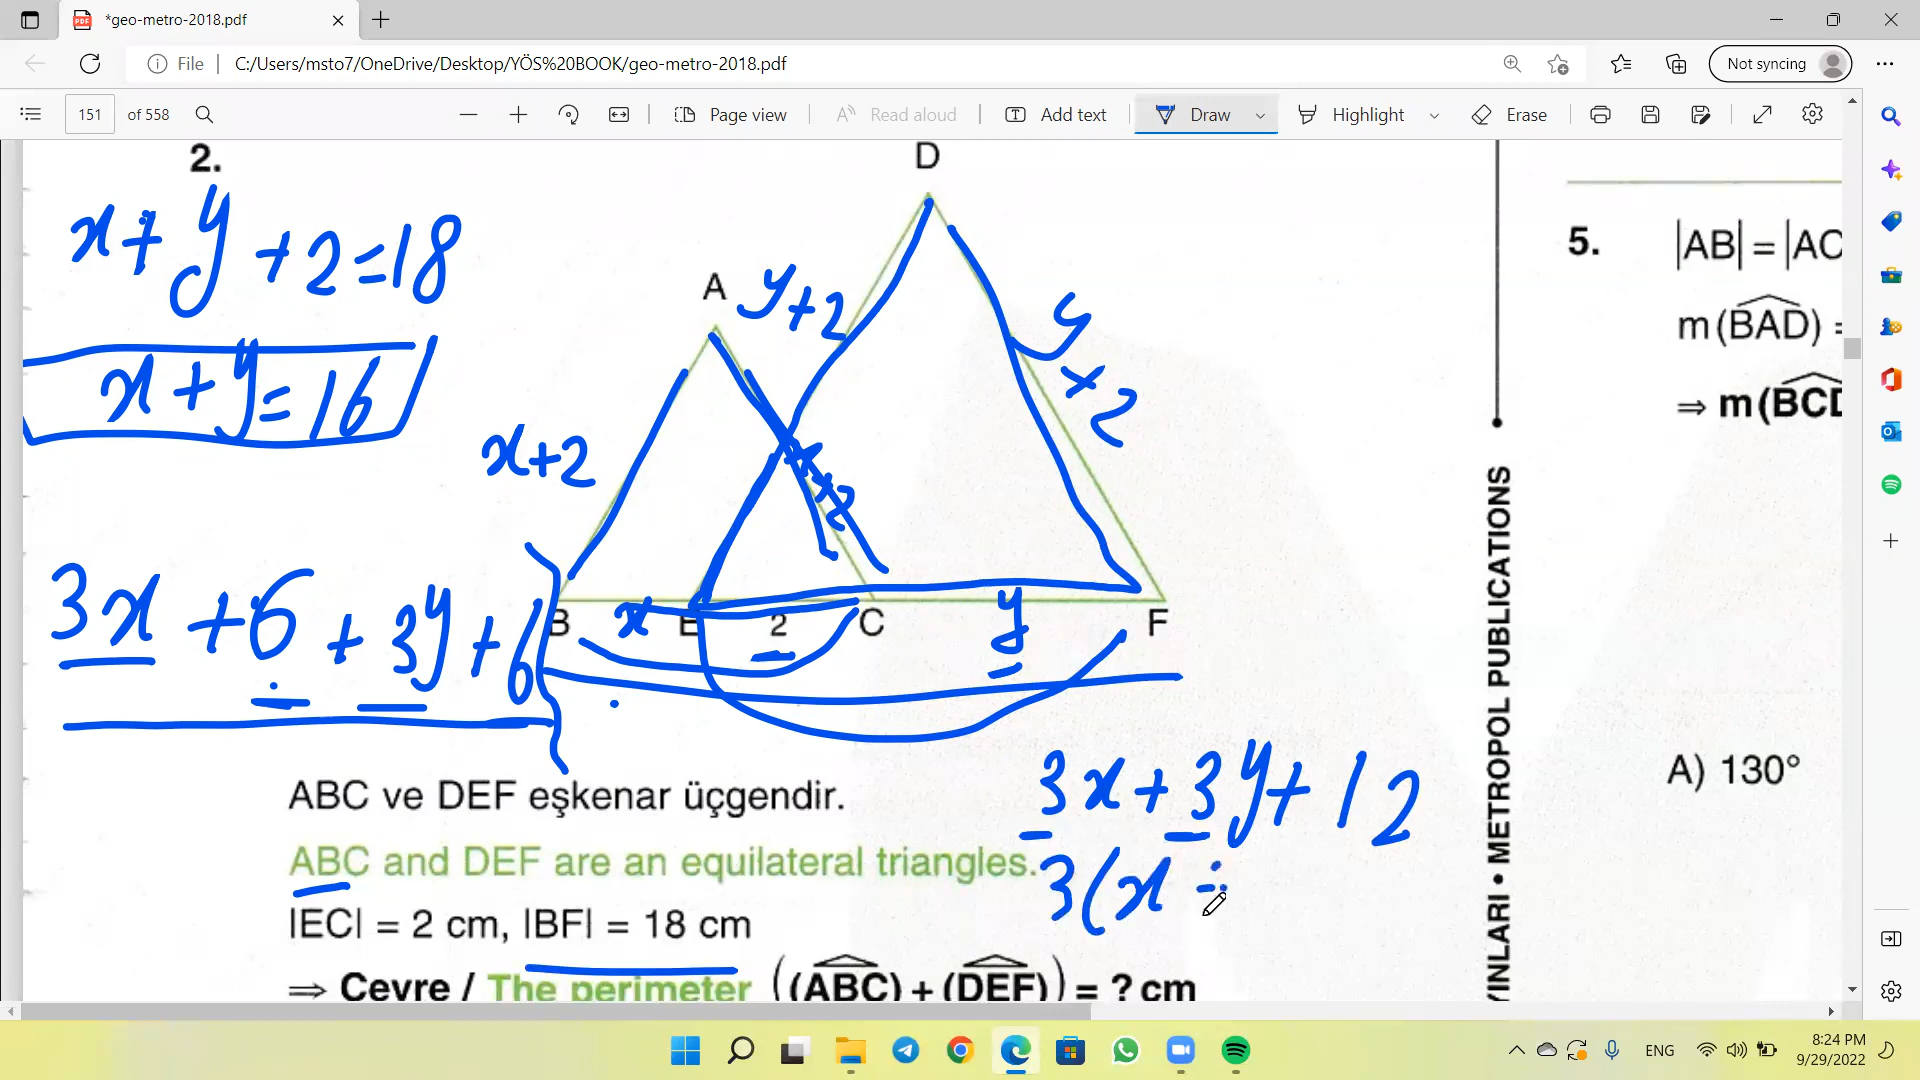 *geo-metro-2018.pdf
File
C:/Users/msto7/OneDrive/Desktop/YÖS%20BOOK/geo-metro-2018.pdf
Not syncing
151 of 558
Page view
Read aloud
Add text
Draw
Highlight
Erase
2.
x + y + 2 = 18
x + y = 16
3x + 6 + 3y + 6
D
A
y+2
y+2
x+2
x+2
B
x
E
2
C
y
F
3x + 3y + 12
3(x +
ABC ve DEF eşkenar üçgendir.
ABC and DEF are an equilateral triangles.
|EC| = 2 cm, |BF| = 18 cm
⇒ Çevre / The perimeter ((ABC) + (DEF)) = ? cm
YINLARI • METROPOL PUBLICATIONS
5.
|AB| = |AC
m(BAD) =
⇒ m(BCD
A) 130°
ENG
8:24 PM
9/29/2022